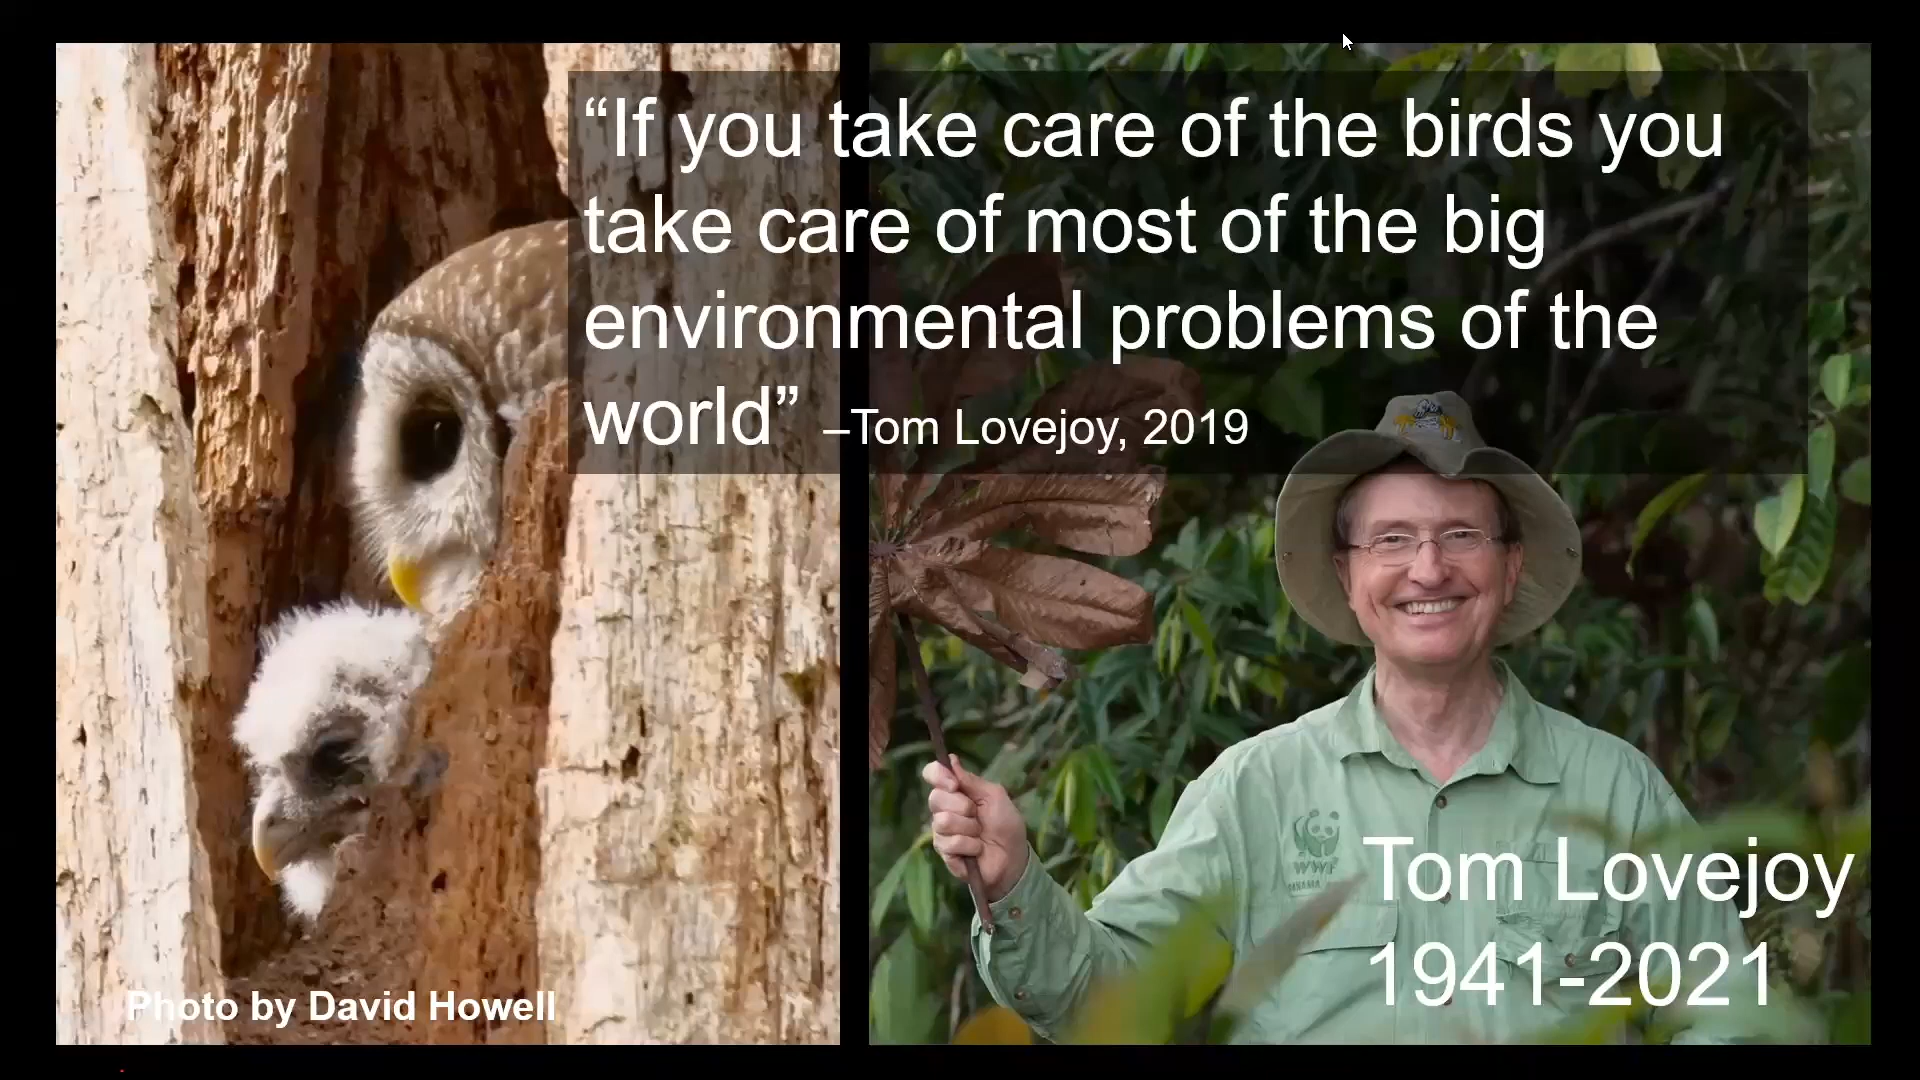 “If you take care of the birds you
take care of most of the big
environmental problems of the
world” –Tom Lovejoy, 2019
WWF
Tom Lovejoy
1941-2021
Photo by David Howell